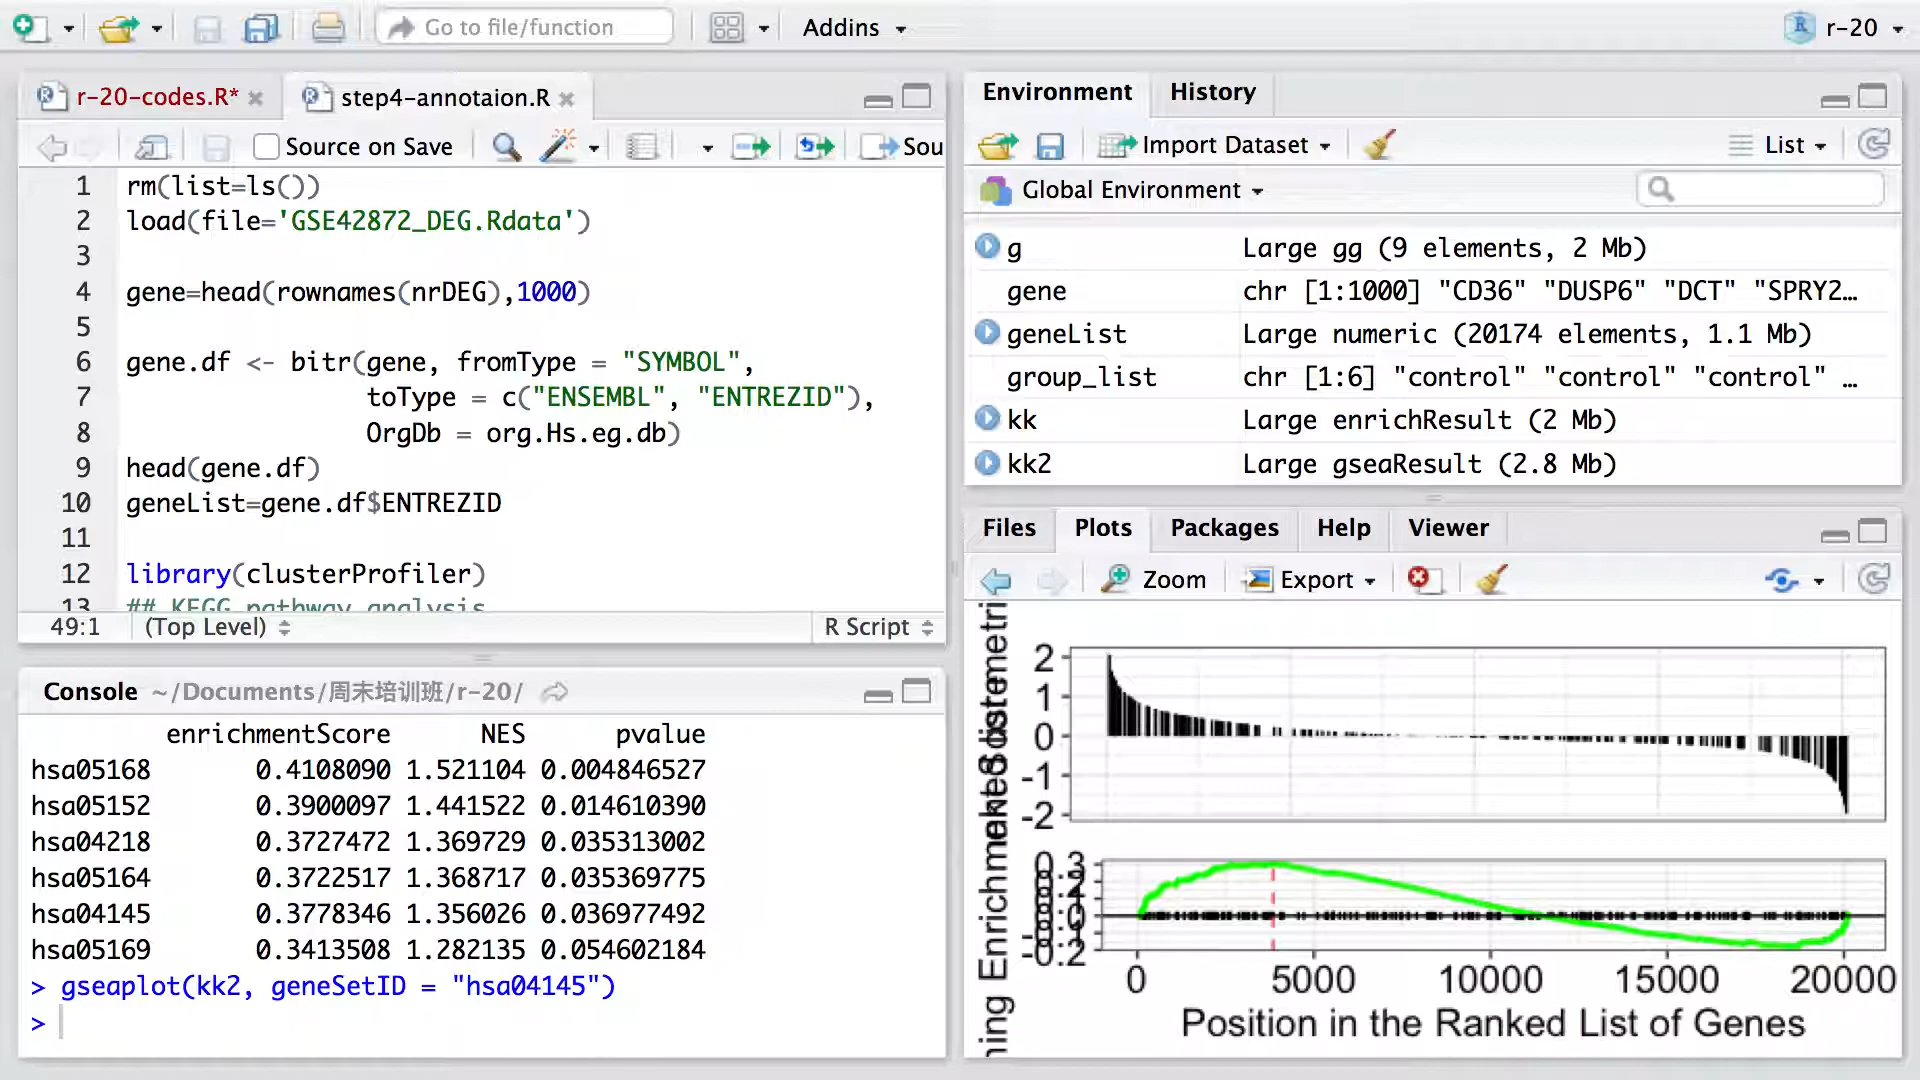 Go to file/function
Addins
r-20
r-20-codes.R*
step4-annotaion.R
Source on Save
Sou
1 rm(list=ls())
2 load(file='GSE42872_DEG.Rdata')
3
4 gene=head(rownames(nrDEG),1000)
5
6 gene.df <- bitr(gene, fromType = "SYMBOL",
7 toType = c("ENSEMBL", "ENTREZID"),
8 OrgDb = org.Hs.eg.db)
9 head(gene.df)
10 geneList=gene.df$ENTREZID
11
12 library(clusterProfiler)
13 ## KEGG pathway analysis
49:1 (Top Level) R Script
Console ~/Documents/周末培训班/r-20/
enrichmentScore NES pvalue
hsa05168 0.4108090 1.521104 0.004846527
hsa05152 0.3900097 1.441522 0.014610390
hsa04218 0.3727472 1.369729 0.035313002
hsa05164 0.3722517 1.368717 0.035369775
hsa04145 0.3778346 1.356026 0.036977492
hsa05169 0.3413508 1.282135 0.054602184
> gseaplot(kk2, geneSetID = "hsa04145")
>
Environment History
Import Dataset List
Global Environment
g Large gg (9 elements, 2 Mb)
gene chr [1:1000] "CD36" "DUSP6" "DCT" "SPRY2…
geneList Large numeric (20174 elements, 1.1 Mb)
group_list chr [1:6] "control" "control" "control" …
kk Large enrichResult (2 Mb)
kk2 Large gseaResult (2.8 Mb)
Files Plots Packages Help Viewer
Zoom Export
2
1
0
-1
-2
0.3
-0.2
0 5000 10000 15000 20000
Position in the Ranked List of Genes